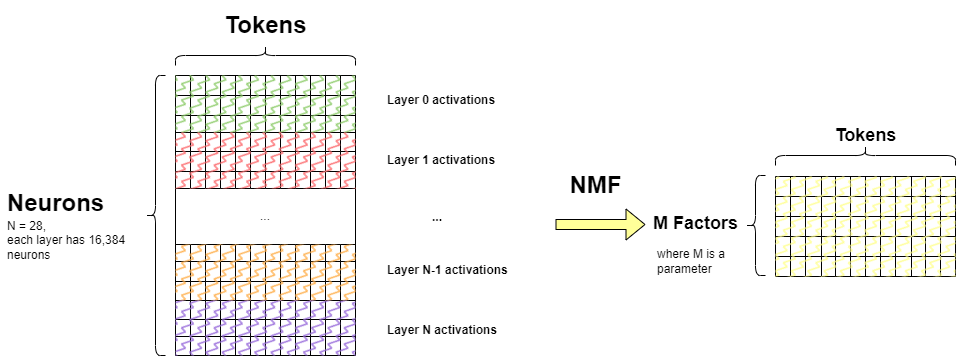 Tokens
Layer 0 activations
Layer 1 activations
Neurons
N = 28,
each layer has 16,384
neurons
...
...
Layer N-1 activations
Layer N activations
NMF
Tokens
M Factors
where M is a
parameter